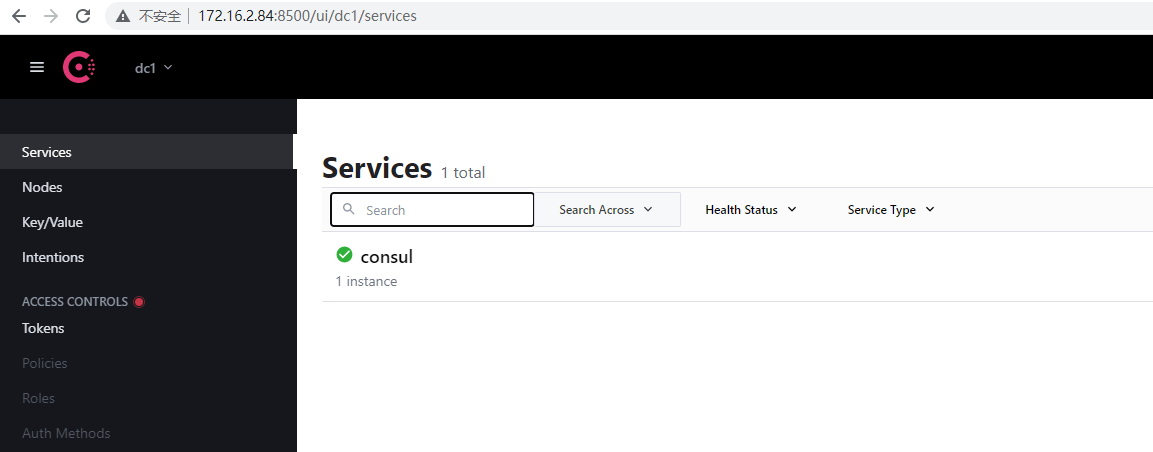 不安全 172.16.2.84:8500/ui/dc1/services
dc1
Services
Nodes
Key/Value
Intentions
ACCESS CONTROLS
Tokens
Policies
Roles
Auth Methods
Services 1 total
Search Search Across Health Status Service Type
consul
1 instance